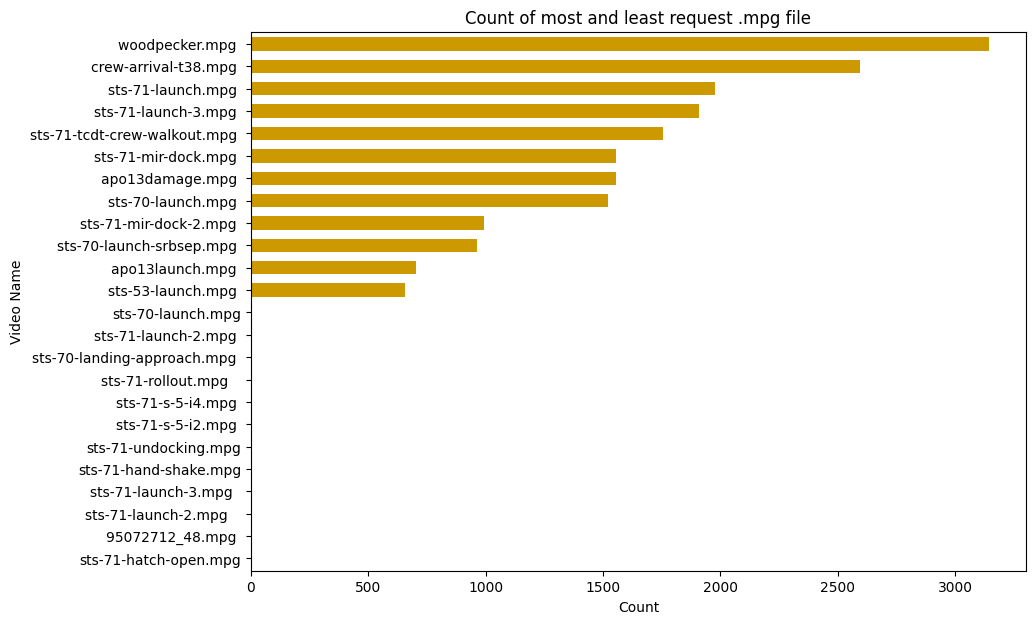 Count of most and least request .mpg file
Video Name
woodpecker.mpg
crew-arrival-t38.mpg
sts-71-launch.mpg
sts-71-launch-3.mpg
sts-71-tcdt-crew-walkout.mpg
sts-71-mir-dock.mpg
apo13damage.mpg
sts-70-launch.mpg
sts-71-mir-dock-2.mpg
sts-70-launch-srbsep.mpg
apo13launch.mpg
sts-53-launch.mpg
sts-70-launch.mpg
sts-71-launch-2.mpg
sts-70-landing-approach.mpg
sts-71-rollout.mpg
sts-71-s-5-i4.mpg
sts-71-s-5-i2.mpg
sts-71-undocking.mpg
sts-71-hand-shake.mpg
sts-71-launch-3.mpg
sts-71-launch-2.mpg
95072712_48.mpg
sts-71-hatch-open.mpg
0 500 1000 1500 2000 2500 3000
Count